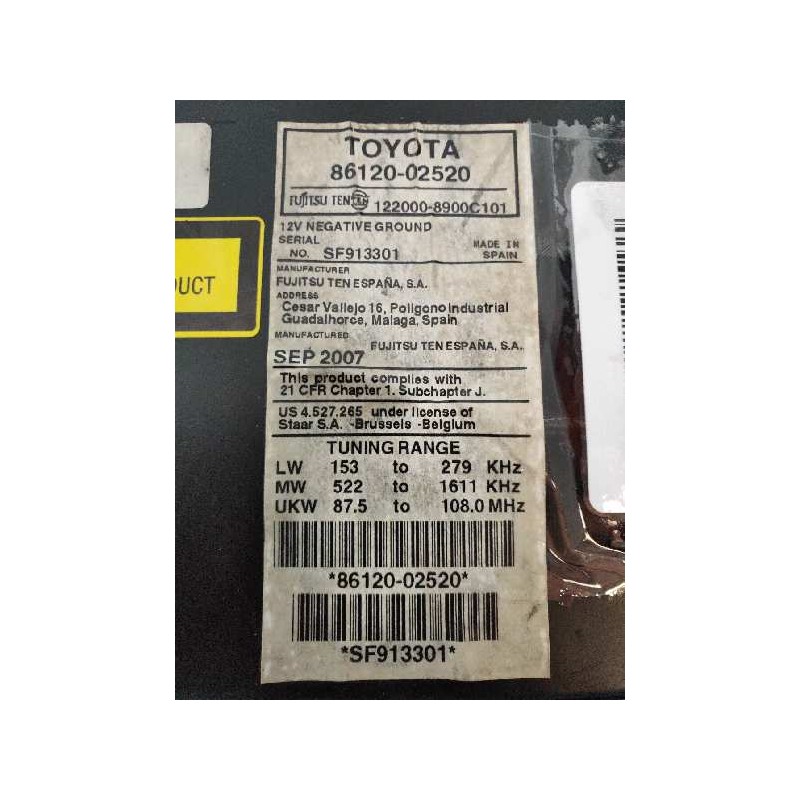 TOYOTA
86120-02520
FUJITSU TEN TEN 122000-8900C101
12V NEGATIVE GROUND
SERIAL MADE IN
NO. SF913301 SPAIN
MANUFACTURER
FUJITSU TEN ESPAÑA, S.A.
ADDRESS
Cesar Vallejo 16, Poligono Industrial
Guadalhorce, Malaga, Spain
MANUFACTURED
FUJITSU TEN ESPAÑA, S.A.
SEP 2007
This product complies with
21 CFR Chapter 1. Subchapter J.
US 4.527.265 under license of
Staar S.A. -Brussels -Belgium
TUNING RANGE
LW 153 to 279 KHz
MW 522 to 1611 KHz
UKW 87.5 to 108.0 MHz
*86120-02520*
*SF913301*